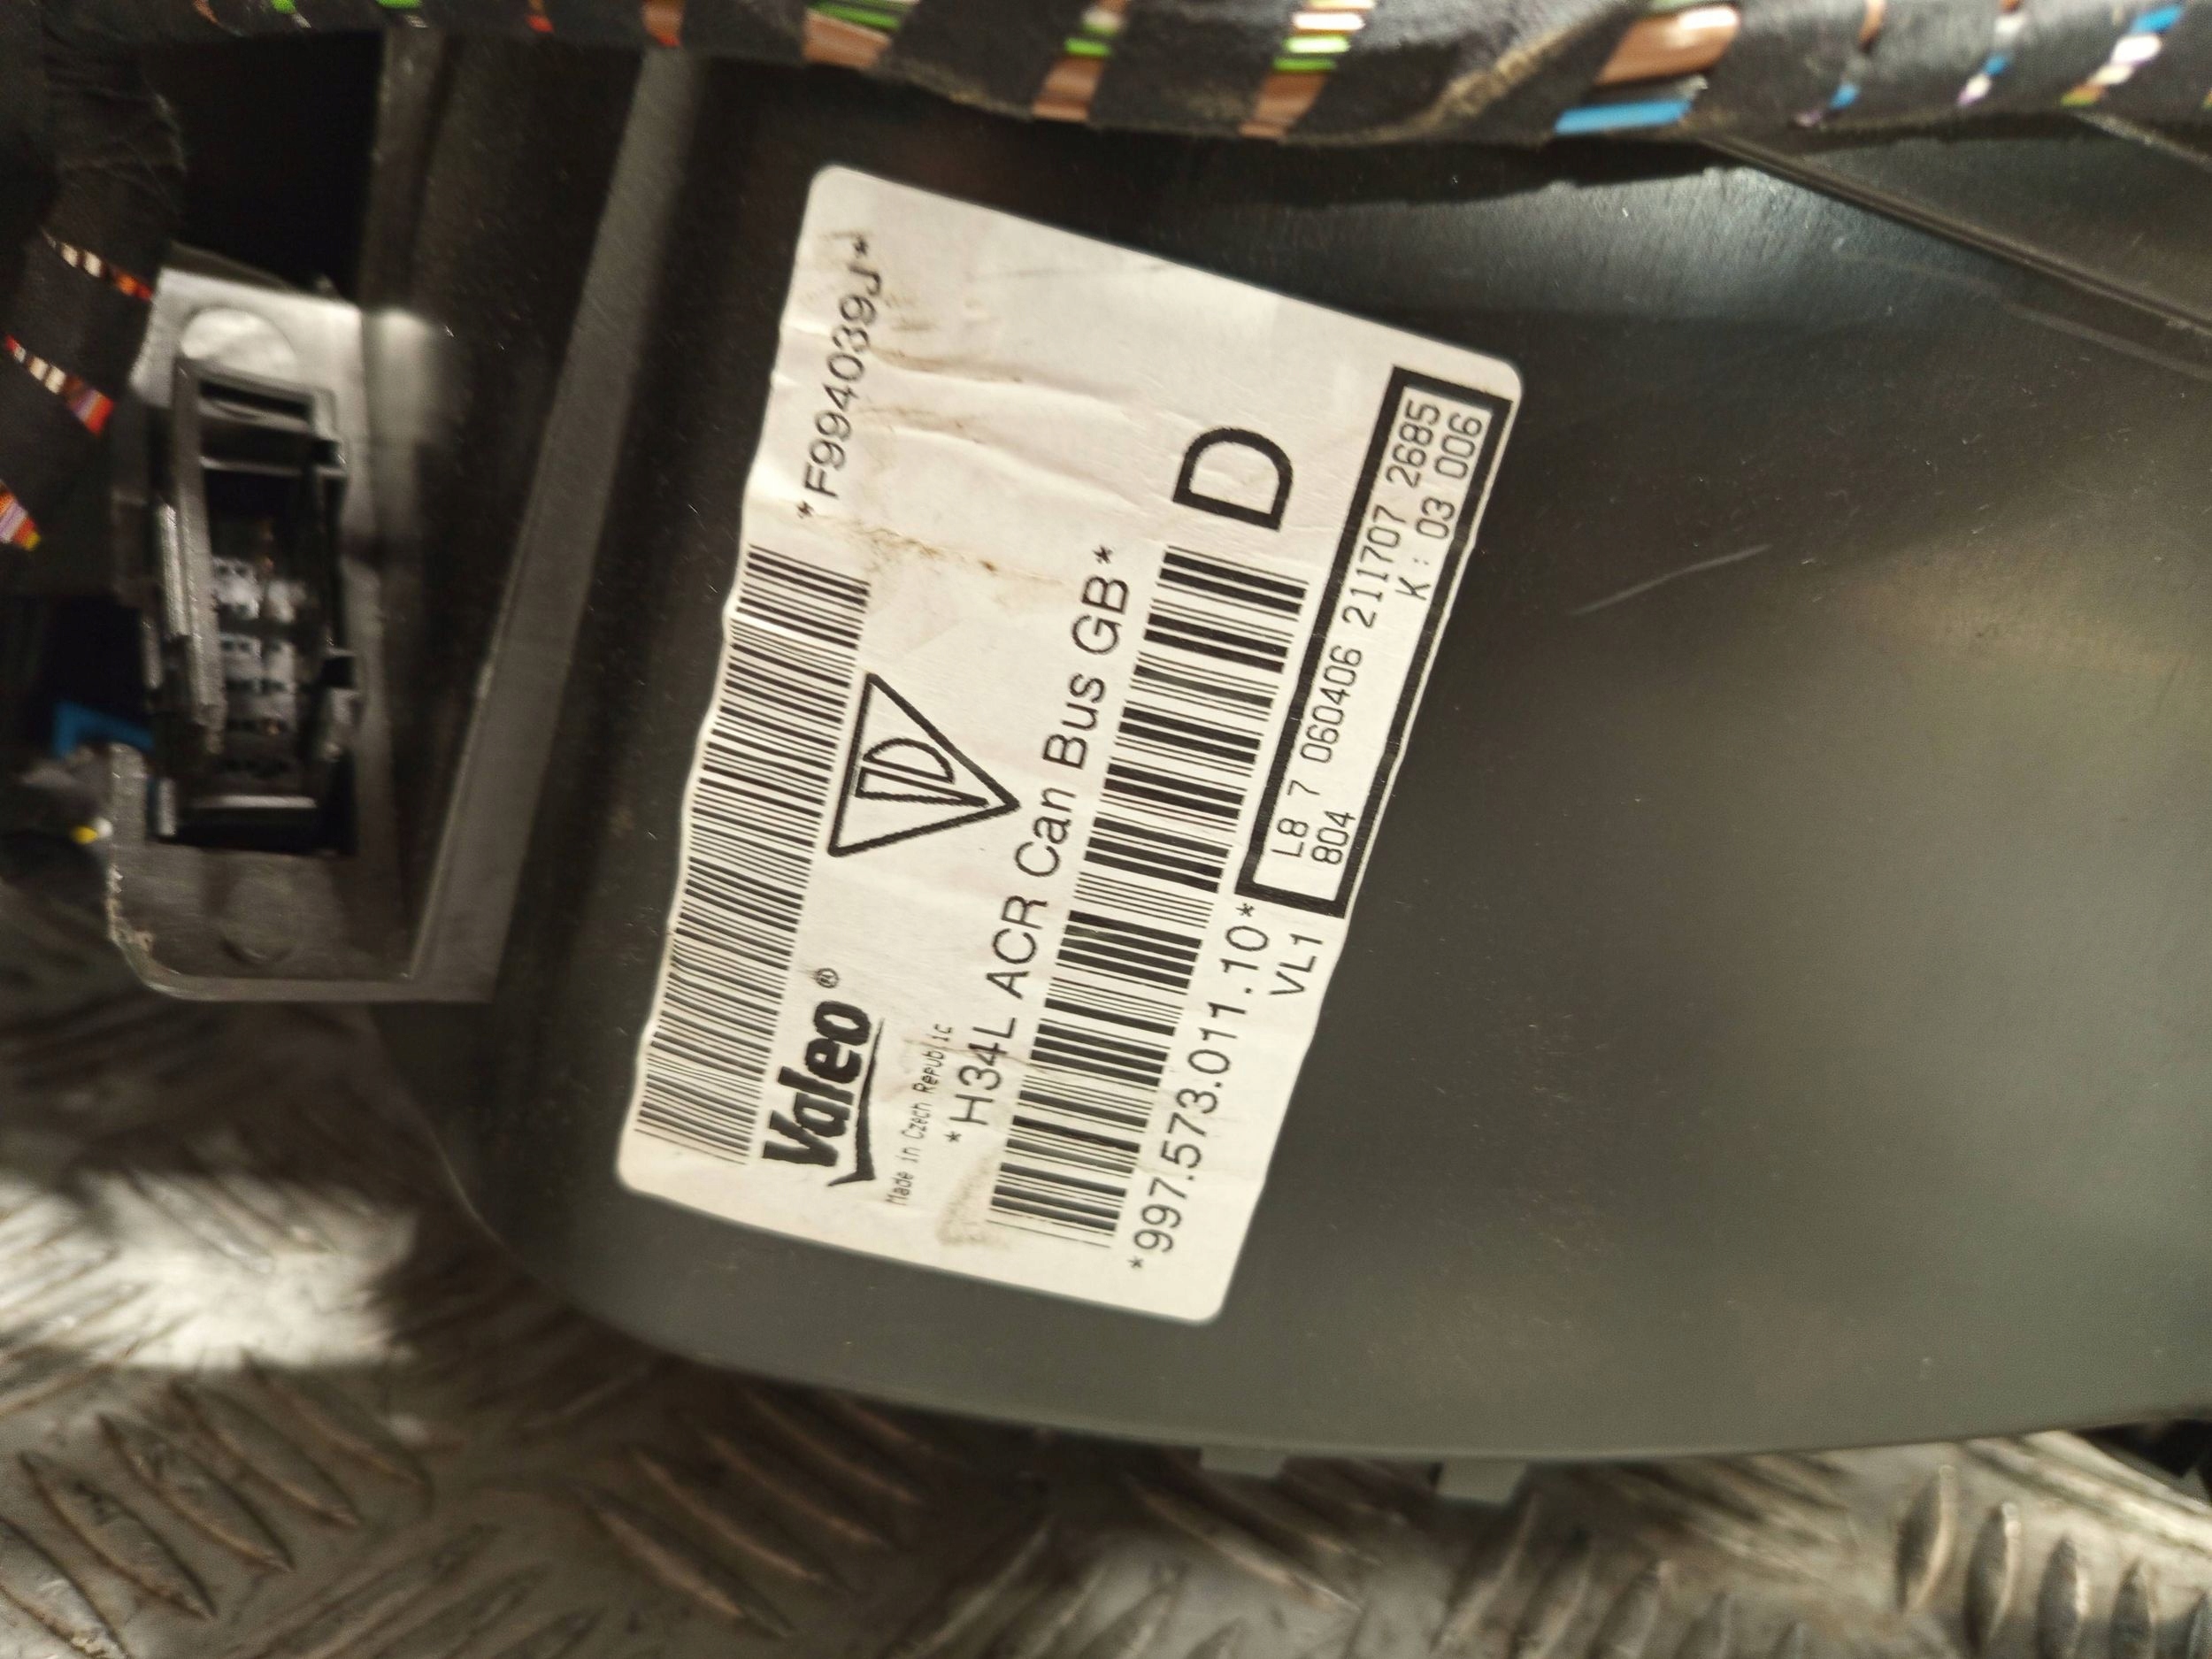 *F994039J*
Valeo®
Made in Czech Republic
*H34L ACR Can Bus GB*
D
*997.573.011.10*
VL1
L8 7 060406 211707 2685
804 K: 03 006